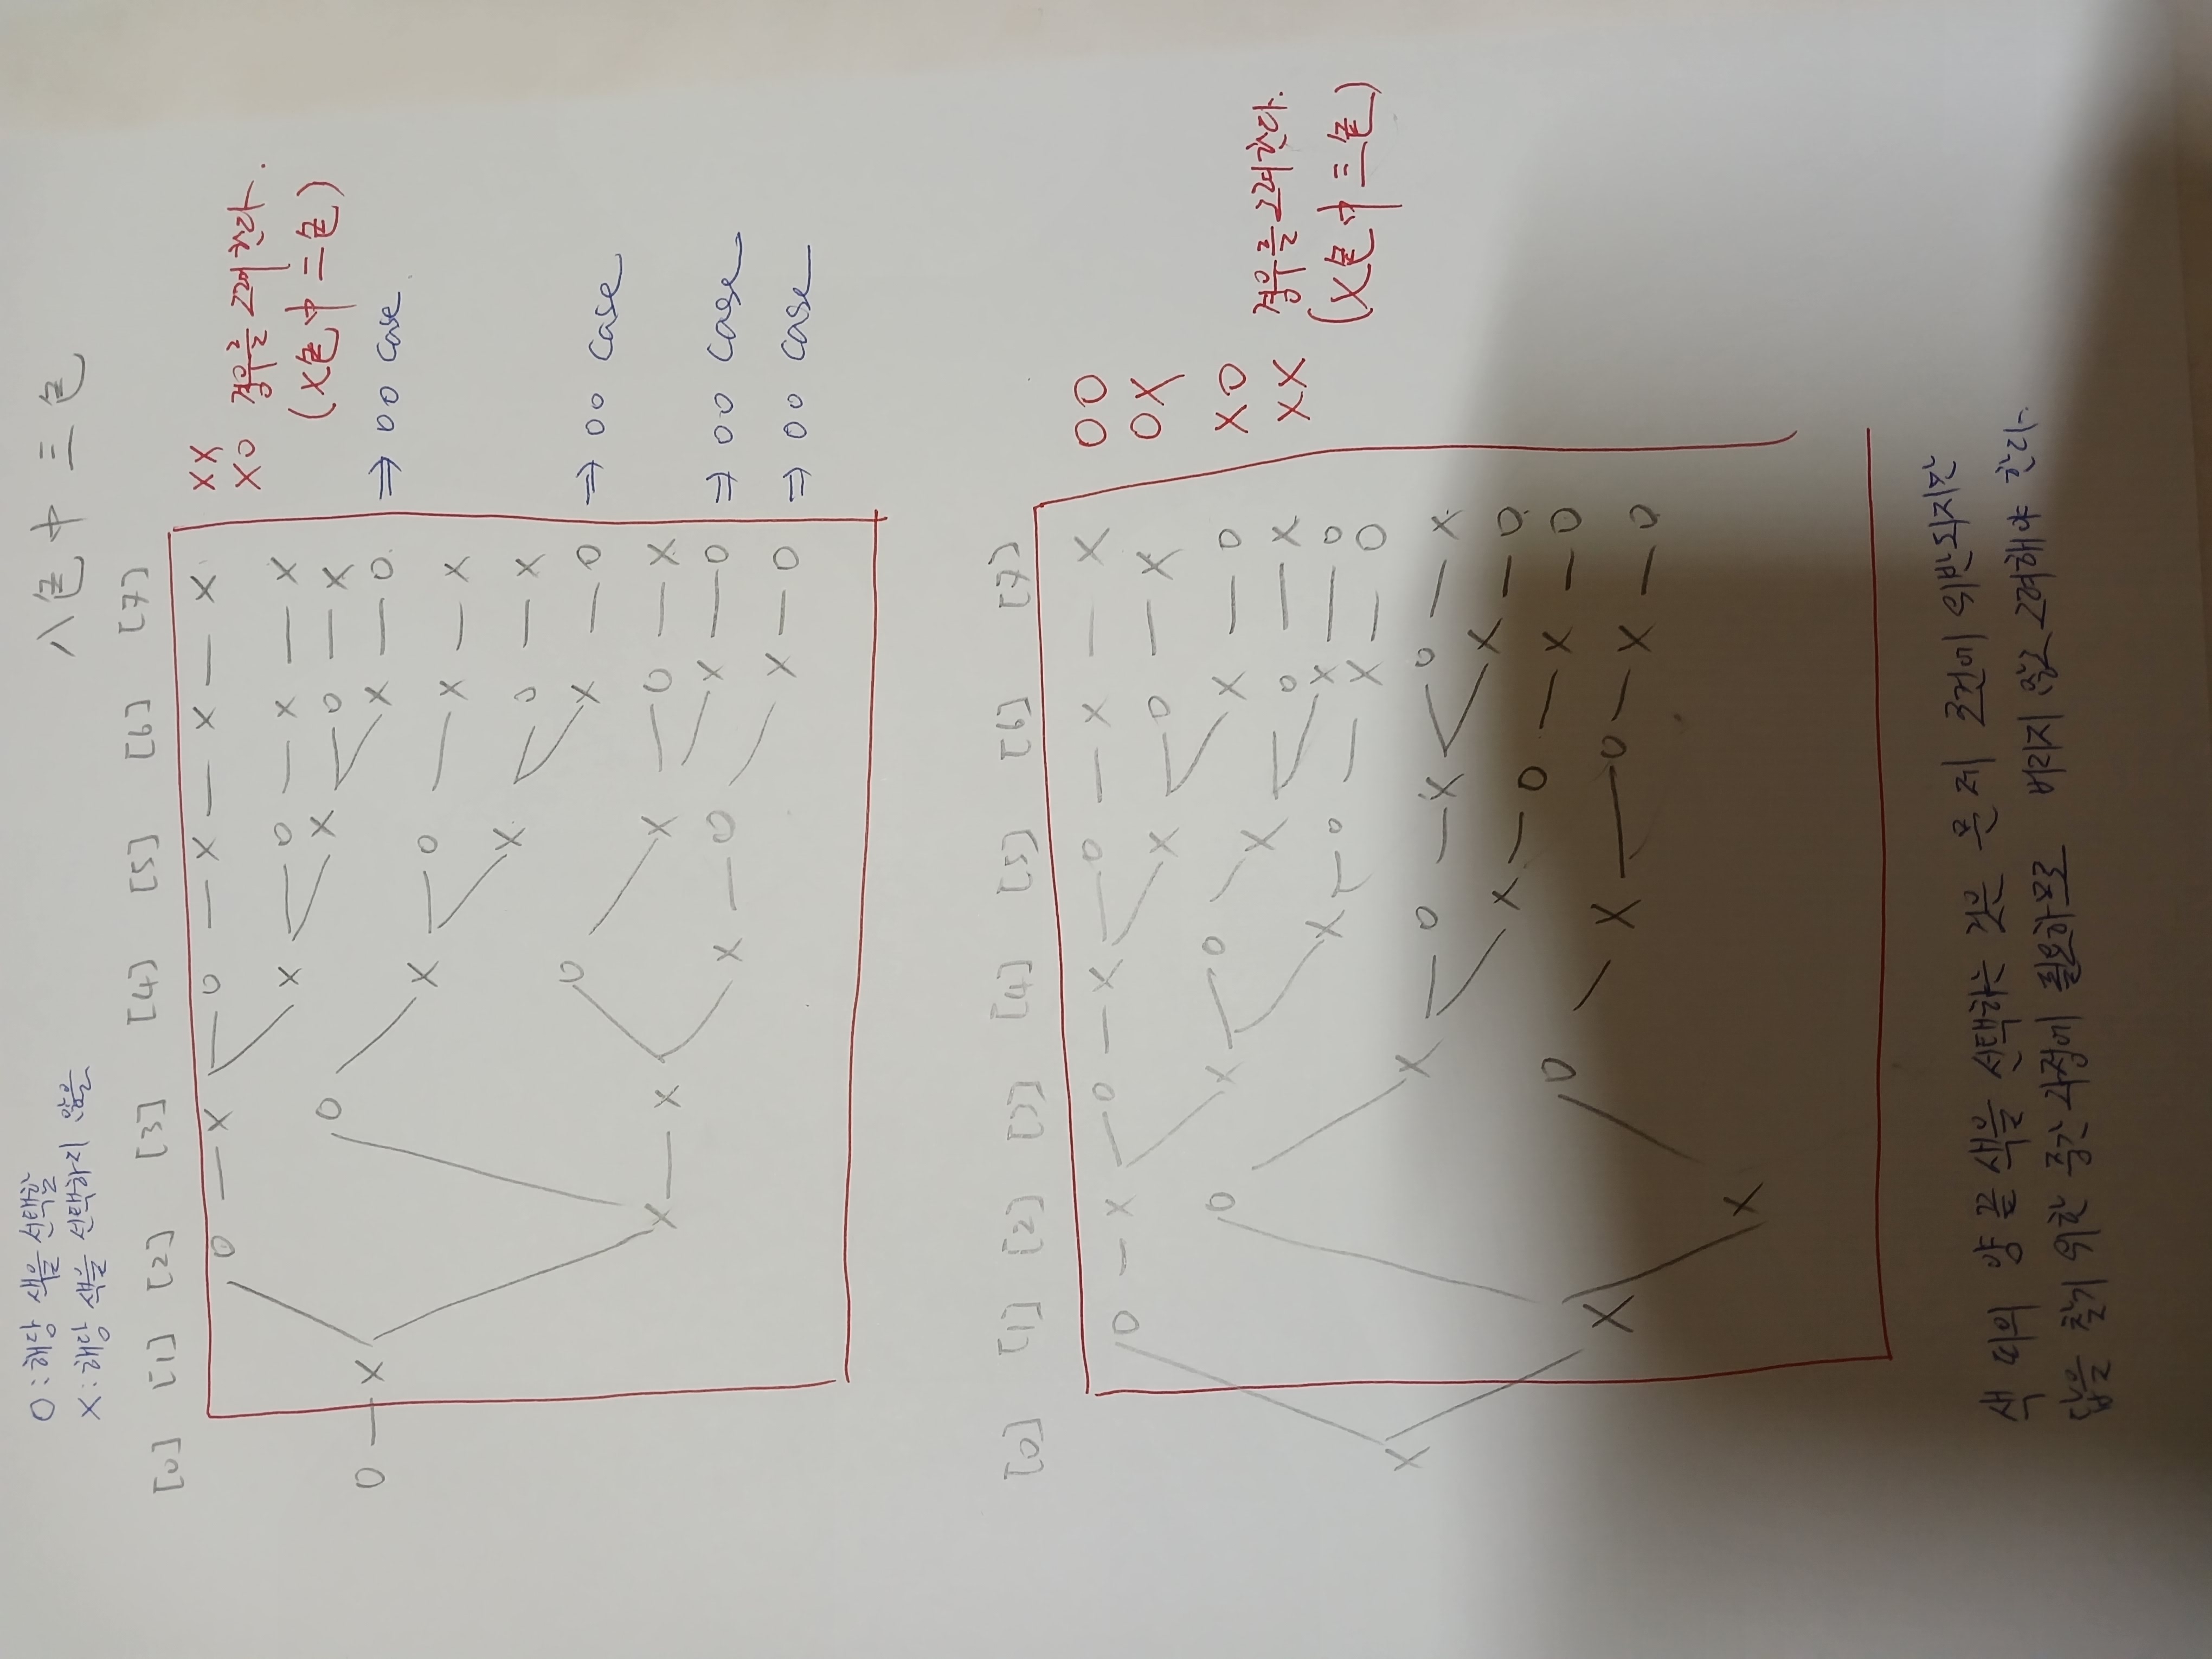 O : 해당 색을 선택함
X : 해당 색을 선택하지 않음
八色中三色
[0] [1] [2] [3] [4] [5] [6] [7]
O X O X O X X X
X O X X
X O X
X O
O X O X X
X O X
X O
X X O X O X
X O
X O X O
XX
XO 경우를 고려한다.
(X色中二色)
⇒ OO case
⇒ OO case
⇒ OO case
⇒ OO case
[0] [1] [2] [3] [4] [5] [6] [7]
X O X O X O X X
X O X
X O
X O X O X
X O
X O X O
X O X O X O X
X O
X O X O
X O X O X O
OO
OX
XO
XX 경우를 고려한다.
(X色中三色)
색 띠의 양 끝 색을 선택하는 것은 문제 조건에 위반되지만
답을 찾기 위한 중간 과정에 필요하므로 버리지 않고 고려해야 한다.